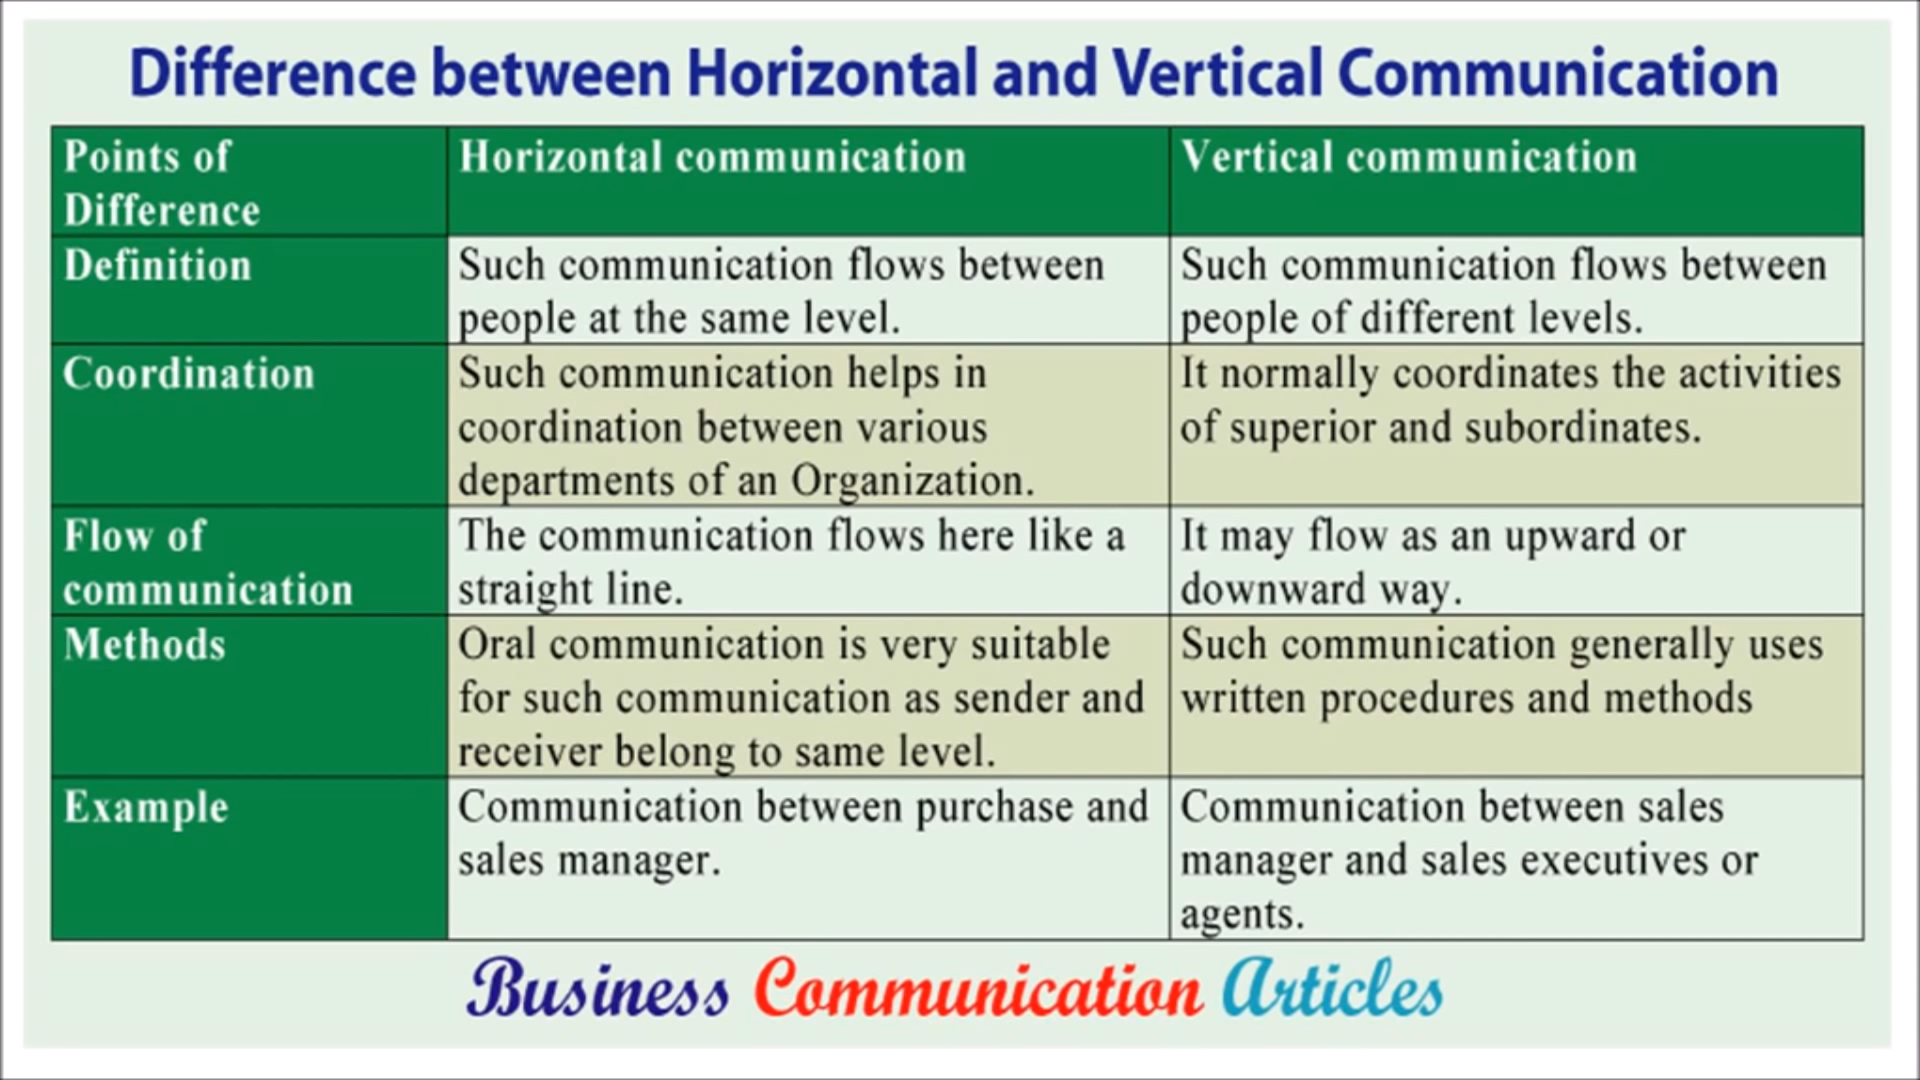 Difference between Horizontal and Vertical Communication
Points of
Difference
Horizontal communication
Vertical communication
Definition
Such communication flows between
people at the same level.
Such communication flows between
people of different levels.
Coordination
Such communication helps in
coordination between various
departments of an Organization.
It normally coordinates the activities
of superior and subordinates.
Flow of
communication
The communication flows here like a
straight line.
It may flow as an upward or
downward way.
Methods
Oral communication is very suitable
for such communication as sender and
receiver belong to same level.
Such communication generally uses
written procedures and methods
Example
Communication between purchase and
sales manager.
Communication between sales
manager and sales executives or
agents.
Business Communication Articles